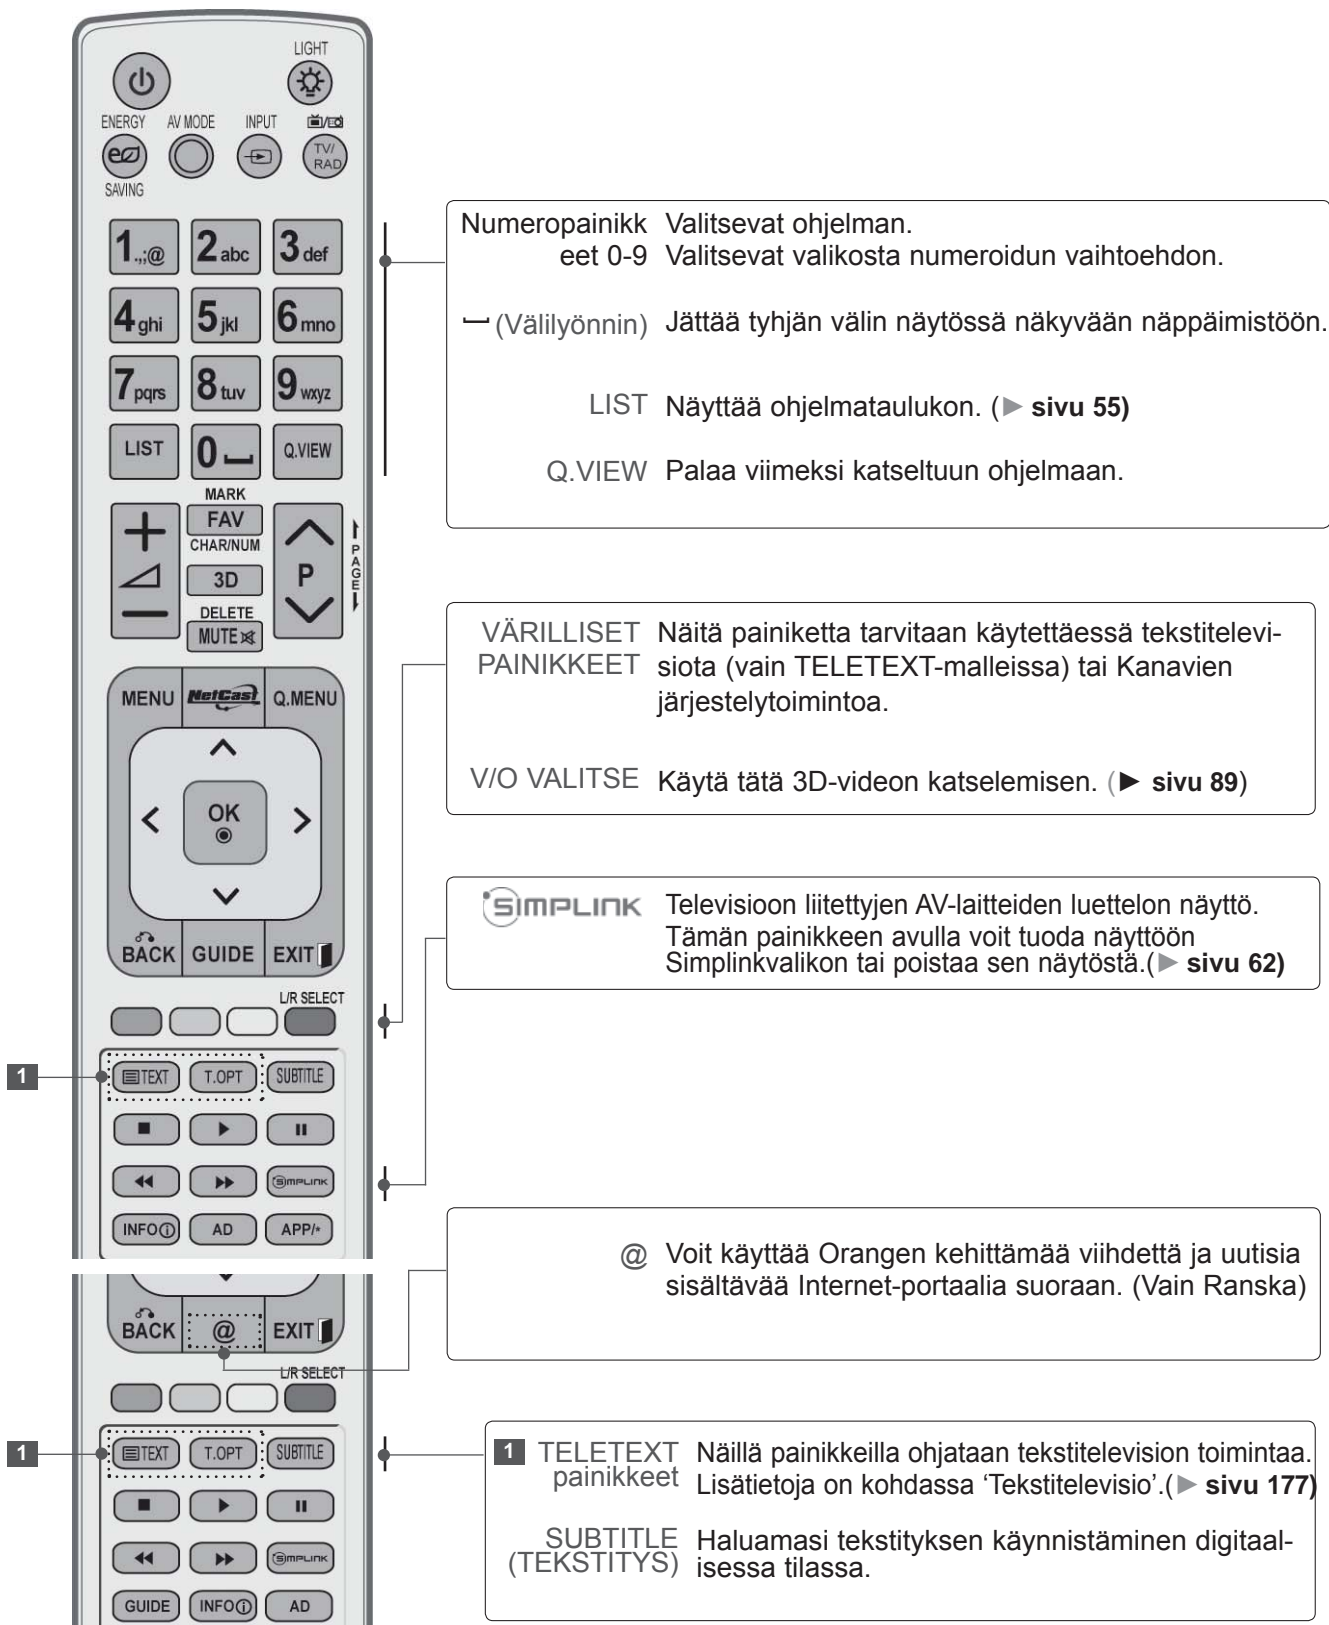 LIGHT
ENERGY AV MODE INPUT
TV/
RAD
SAVING
1.,;@ 2abc 3def
4ghi 5jkl 6mno
7pqrs 8tuv 9wxyz
LIST 0 Q.VIEW
MARK
FAV
CHAR/NUM
3D
P
PAGE
DELETE
MUTE
MENU NetCast Q.MENU
OK
BACK GUIDE EXIT
L/R SELECT
1
TEXT T.OPT SUBTITLE
SIMPLINK
INFO AD APP/*
BACK @ EXIT
L/R SELECT
1
TEXT T.OPT SUBTITLE
SIMPLINK
GUIDE INFO AD
Numeropainikk Valitsevat ohjelman.
eet 0-9 Valitsevat valikosta numeroidun vaihtoehdon.
(Välilyönnin) Jättää tyhjän välin näytössä näkyvään näppäimistöön.
LIST Näyttää ohjelmataulukon. (► sivu 55)
Q.VIEW Palaa viimeksi katseltuun ohjelmaan.
VÄRILLISET Näitä painiketta tarvitaan käytettäessä tekstitelevi-
PAINIKKEET siota (vain TELETEXT-malleissa) tai Kanavien
järjestelytoimintoa.
V/O VALITSE Käytä tätä 3D-videon katselemisen. (► sivu 89)
SIMPLINK Televisioon liitettyjen AV-laitteiden luettelon näyttö.
Tämän painikkeen avulla voit tuoda näyttöön
Simplinkvalikon tai poistaa sen näytöstä.(► sivu 62)
@ Voit käyttää Orangen kehittämää viihdettä ja uutisia
sisältävää Internet-portaalia suoraan. (Vain Ranska)
1 TELETEXT Näillä painikkeilla ohjataan tekstitelevision toimintaa.
painikkeet Lisätietoja on kohdassa ‘Tekstitelevisio’.(► sivu 177)
SUBTITLE Haluamasi tekstityksen käynnistäminen digitaal-
(TEKSTITYS) isessa tilassa.